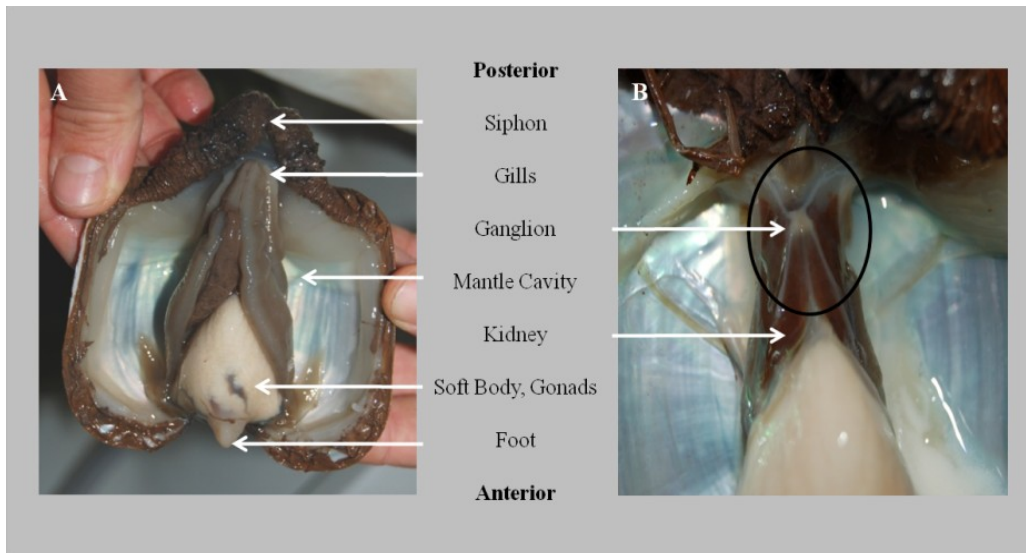 A
B
Posterior
Siphon
Gills
Ganglion
Mantle Cavity
Kidney
Soft Body, Gonads
Foot
Anterior